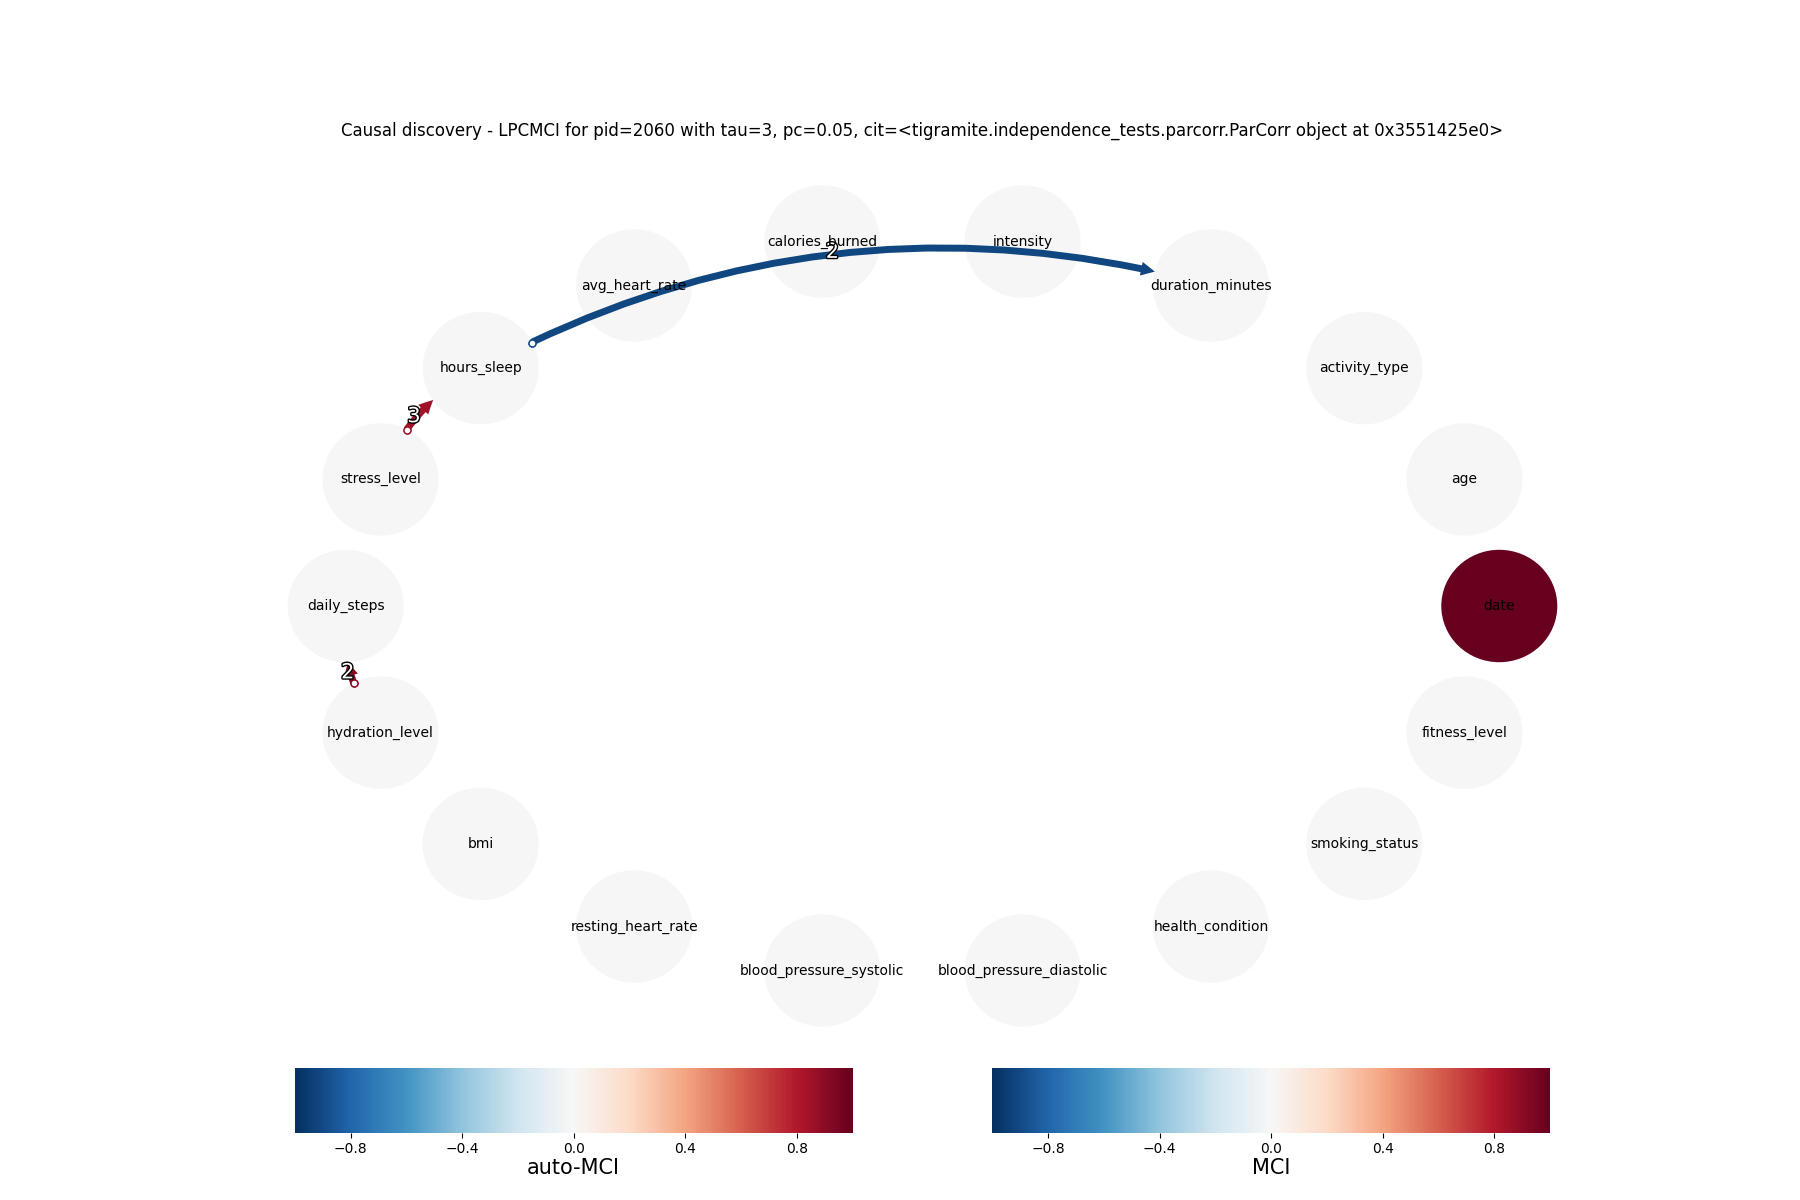 Causal discovery - LPCMCI for pid=2060 with tau=3, pc=0.05, cit=<tigramite.independence_tests.parcorr.ParCorr object at 0x3551425e0>
calories_burned
intensity
2
avg_heart_rate
duration_minutes
hours_sleep
activity_type
3
stress_level
age
daily_steps
date
2
hydration_level
fitness_level
bmi
smoking_status
resting_heart_rate
health_condition
blood_pressure_systolic
blood_pressure_diastolic
−0.8 −0.4 0.0 0.4 0.8
−0.8 −0.4 0.0 0.4 0.8
auto-MCI
MCI